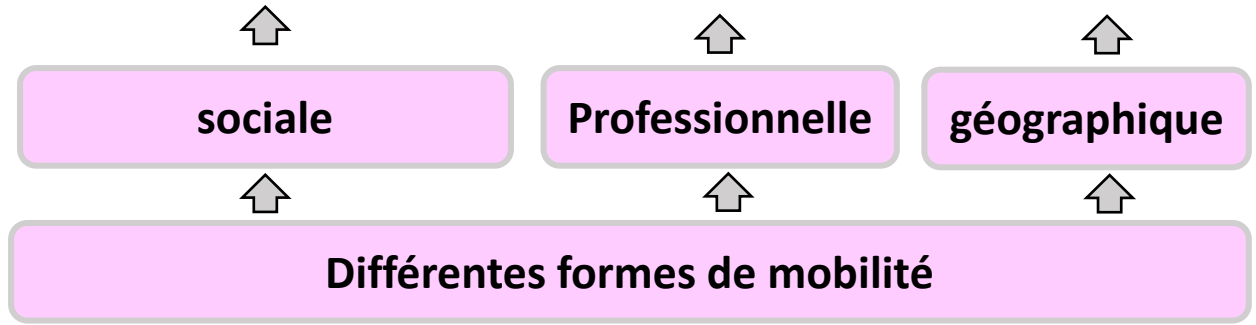 sociale
Professionnelle
géographique
Différentes formes de mobilité